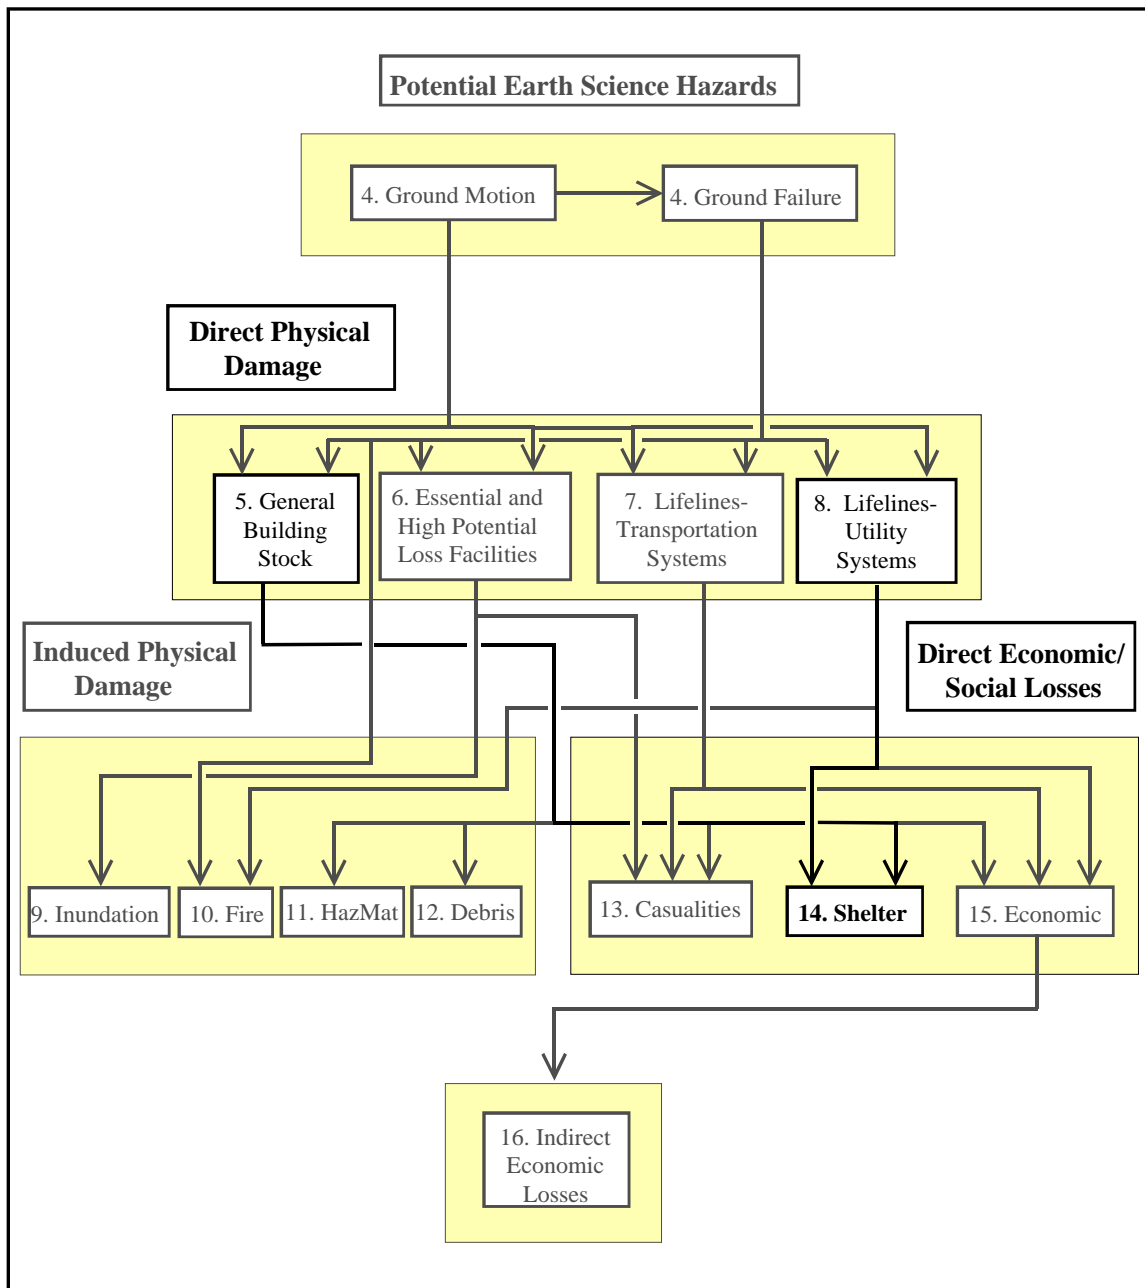 Potential Earth Science Hazards
4. Ground Motion
4. Ground Failure
Direct Physical
Damage
5. General
Building
Stock
6. Essential and
High Potential
Loss Facilities
7. Lifelines-
Transportation
Systems
8. Lifelines-
Utility
Systems
Induced Physical
Damage
Direct Economic/
Social Losses
9. Inundation
10. Fire
11. HazMat
12. Debris
13. Casualities
14. Shelter
15. Economic
16. Indirect
Economic
Losses